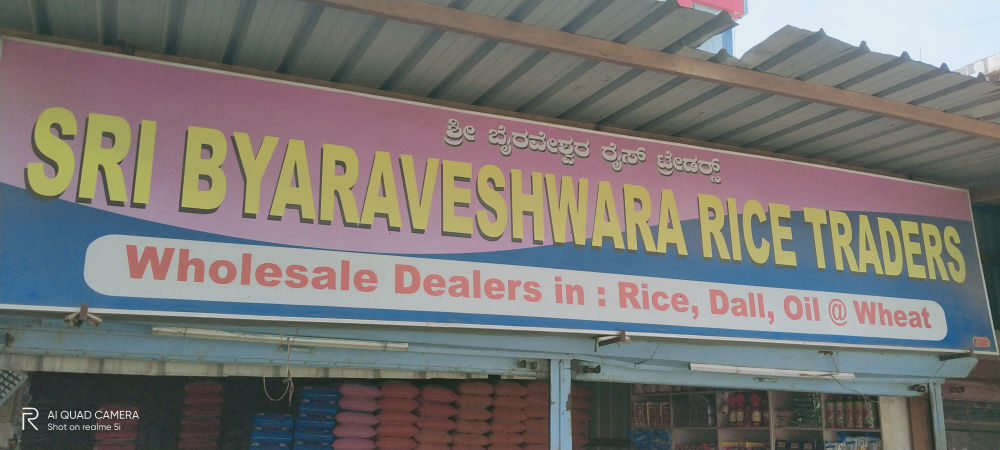 ಶ್ರೀ ಬೈರವೇಶ್ವರ ರೈಸ್ ಟ್ರೇಡರ್ಸ್
SRI BYARAVESHWARA RICE TRADERS
Wholesale Dealers in : Rice, Dall, Oil @ Wheat
R AI QUAD CAMERA
Shot on realme 5i